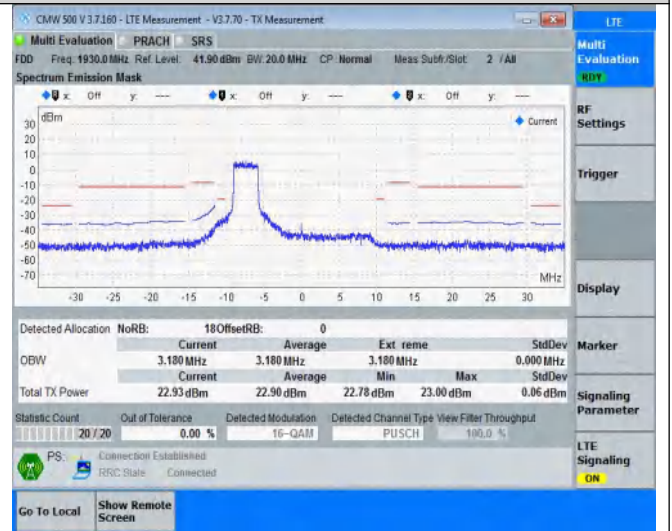 CMW 500 V 3.7.160 - LTE Measurement - V3.7.70 - TX Measurement
LTE
Multi Evaluation PRACH SRS
Multi Evaluation
RDY
FDD Freq: 1930.0 MHz Ref. Level: 41.90 dBm BW: 20.0 MHz CP: Normal Meas Subfr./Slot: 2 / All
Spectrum Emission Mask
x: Off y: --- x: Off y: --- x: Off y: ---
dBm
Current
30
20
10
0
-10
-20
-30
-40
-50
-60
-70
MHz
-30 -25 -20 -15 -10 -5 0 5 10 15 20 25 30
RF Settings
Trigger
Display
Marker
Signaling Parameter
LTE Signaling
ON
Detected Allocation NoRB: 18 OffsetRB: 0
Current Average Extreme StdDev
OBW 3.180 MHz 3.180 MHz 3.180 MHz 0.000 MHz
Current Average Min Max StdDev
Total TX Power 22.93 dBm 22.90 dBm 22.78 dBm 23.00 dBm 0.06 dBm
Statistic Count Out of Tolerance Detected Modulation Detected Channel Type View Filter Throughput
20 / 20 0.00 % 16-QAM PUSCH 100.0 %
PS: Connection Established
RRC State Connected
Go To Local Show Remote Screen